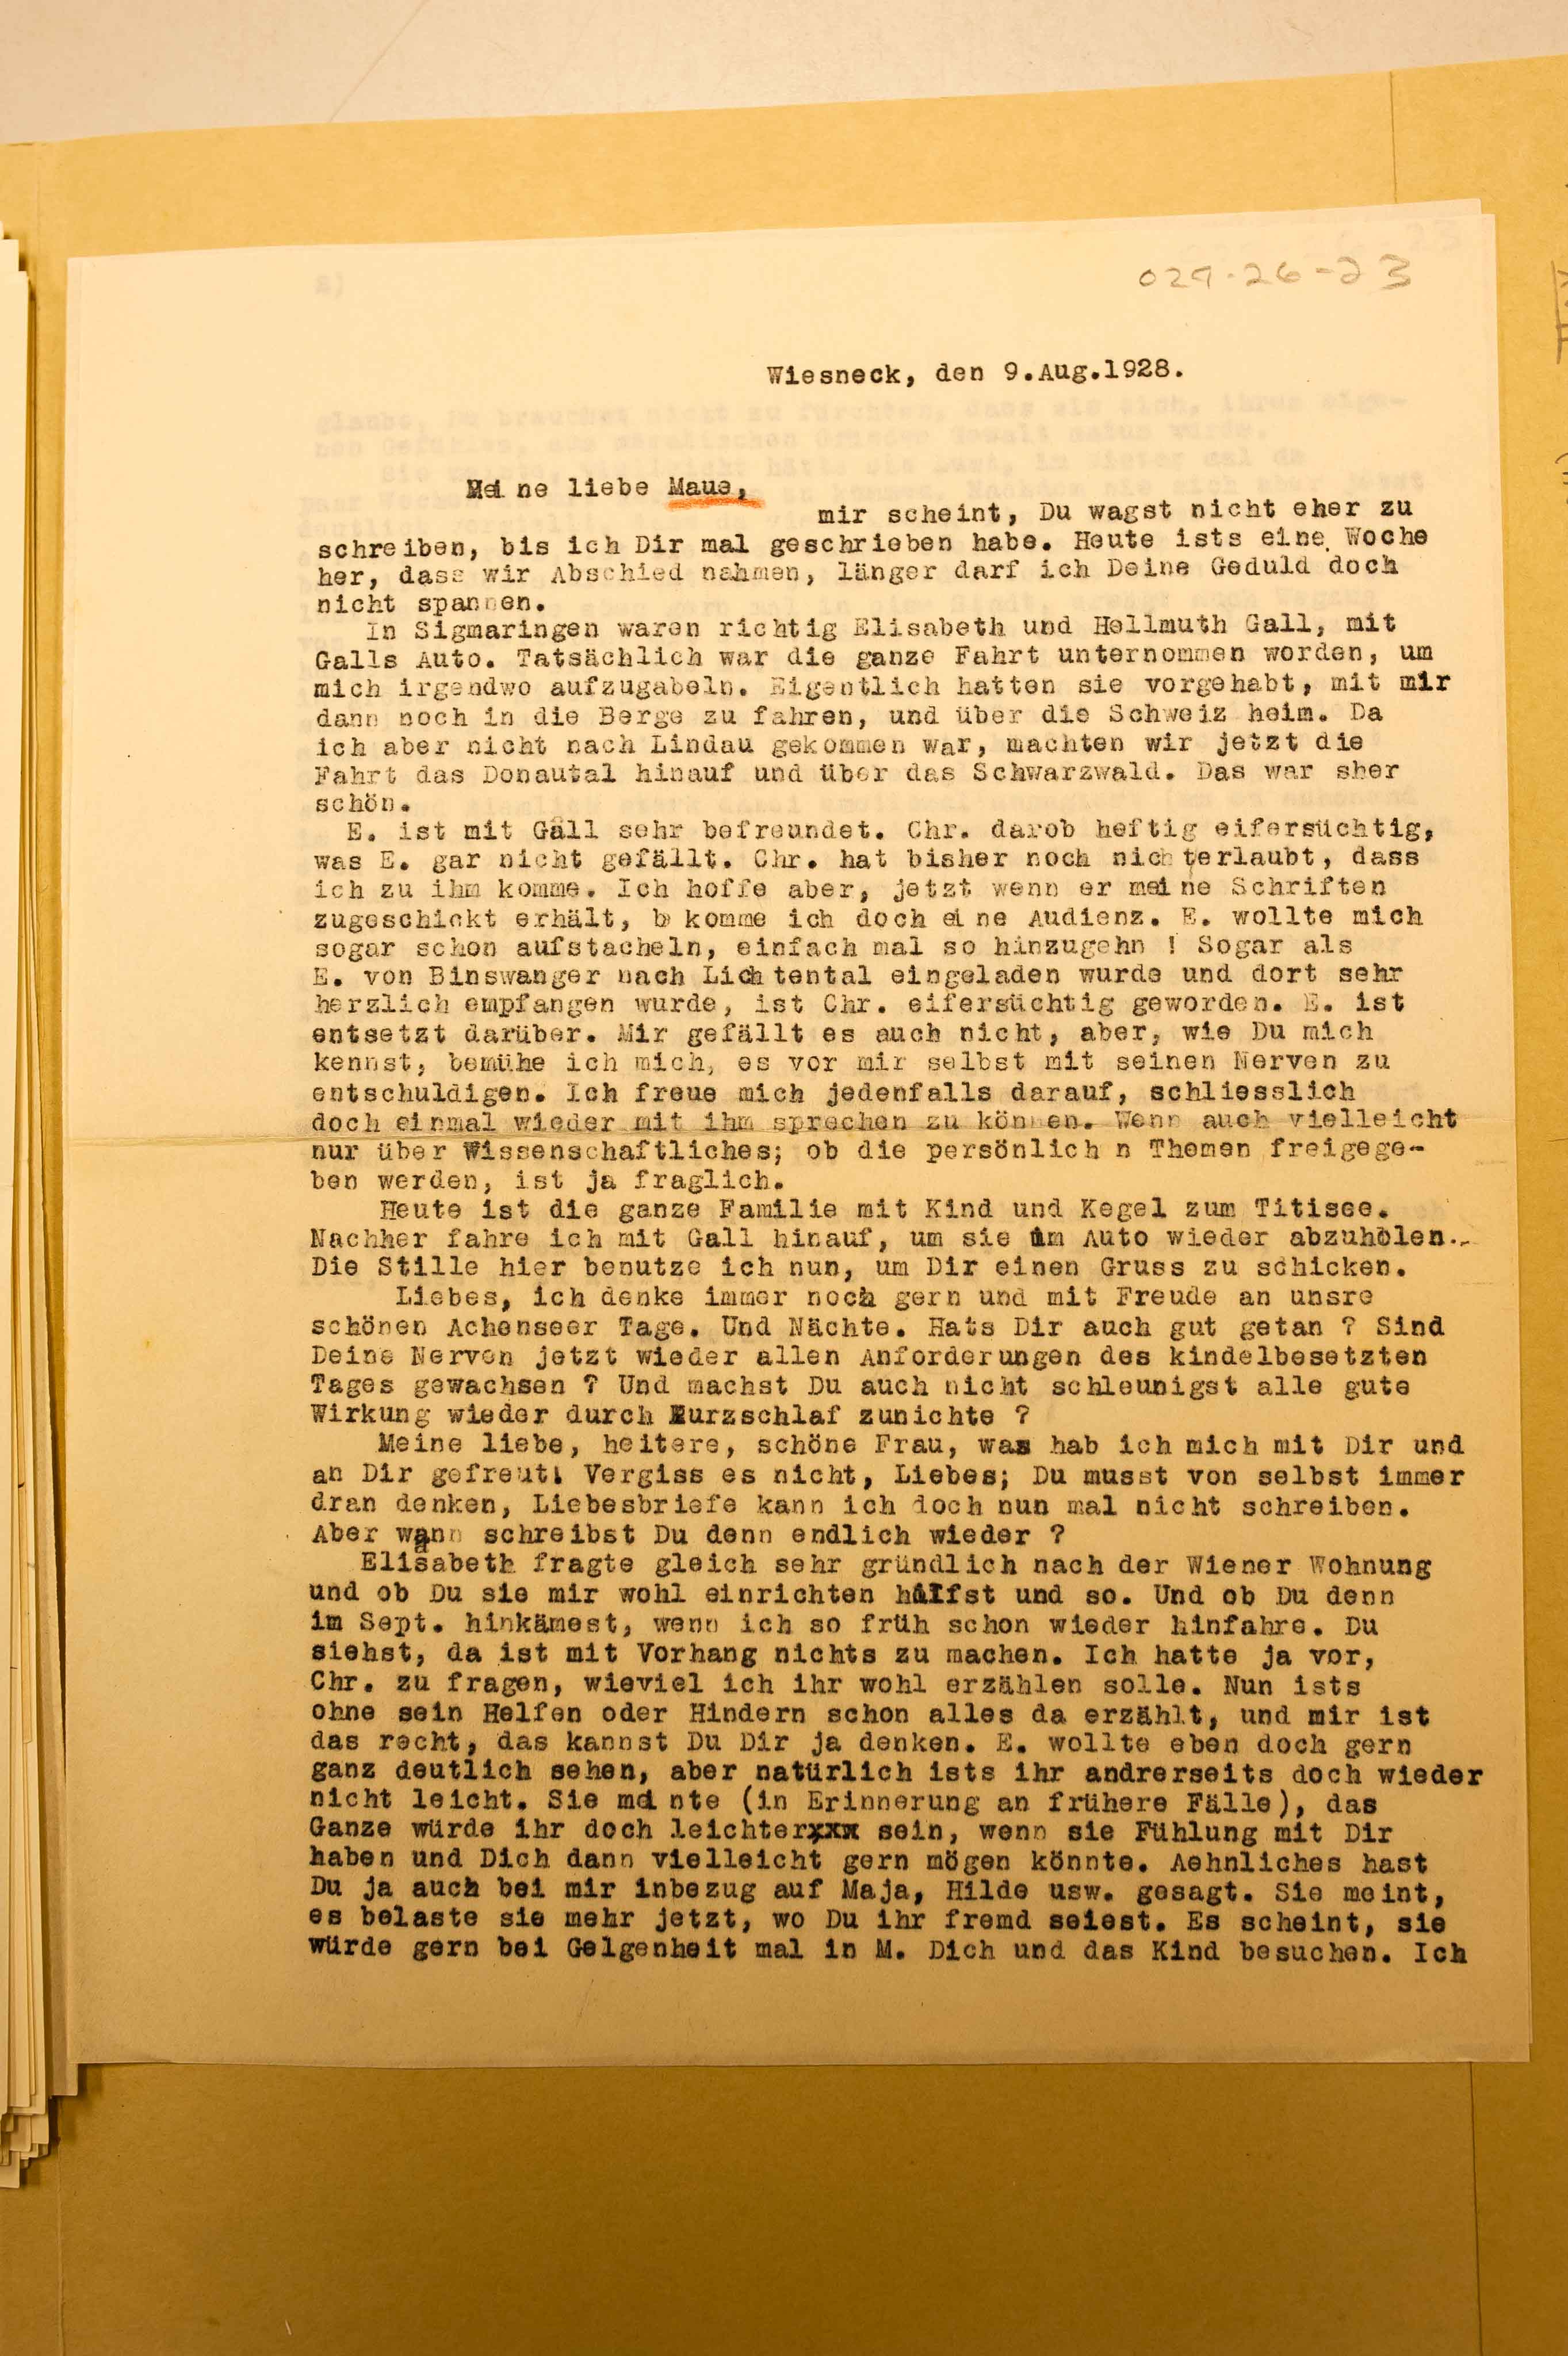 029-26-23
Wiesneck, den 9.Aug.1928.
Meine liebe Maue,
mir scheint, Du wagst nicht eher zu
schreiben, bis ich Dir mal geschrieben habe. Heute ists eine Woche
her, dass wir Abschied nahmen, länger darf ich Deine Geduld doch
nicht spannen.
In Sigmaringen waren richtig Elisabeth und Hellmuth Gall, mit
Galls Auto. Tatsächlich war die ganze Fahrt unternommen worden, um
mich irgendwo aufzugabeln. Eigentlich hatten sie vorgehabt, mit mir
dann noch in die Berge zu fahren, und über die Schweiz heim. Da
ich aber nicht nach Lindau gekommen war, machten wir jetzt die
Fahrt das Donautal hinauf und über das Schwarzwald. Das war sher
schön.
E. ist mit Gall sehr befreundet. Chr. darob heftig eifersüchtig,
was E. gar nicht gefällt. Chr. hat bisher noch nicht erlaubt, dass
ich zu ihm komme. Ich hoffe aber, jetzt wenn er meine Schriften
zugeschickt erhält, b komme ich doch eine Audienz. E. wollte mich
sogar schon aufstacheln, einfach mal so hinzugehn ! Sogar als
E. von Binswanger nach Lichtental eingeladen wurde und dort sehr
herzlich empfangen wurde, ist Chr. eifersüchtig geworden. E. ist
entsetzt darüber. Mir gefällt es auch nicht, aber, wie Du mich
kennst, bemühe ich mich, es vor mir selbst mit seinen Nerven zu
entschuldigen. Ich freue mich jedenfalls darauf, schliesslich
doch einmal wieder mit ihm sprechen zu können. Wenn auch vielleicht
nur über Wissenschaftliches; ob die persönlich n Themen freigege-
ben werden, ist ja fraglich.
Heute ist die ganze Familie mit Kind und Kegel zum Titisee.
Nachher fahre ich mit Gall hinauf, um sie im Auto wieder abzuholen.-
Die Stille hier benutze ich nun, um Dir einen Gruss zu schicken.
Liebes, ich denke immer noch gern und mit Freude an unsre
schönen Achenseer Tage. Und Nächte. Hats Dir auch gut getan ? Sind
Deine Nerven jetzt wieder allen Anforderungen des kindelbesetzten
Tages gewachsen ? Und machst Du auch nicht schleunigst alle gute
Wirkung wieder durch Kurzschlaf zunichte ?
Meine liebe, heitere, schöne Frau, was hab ich mich mit Dir und
an Dir gefreut! Vergiss es nicht, Liebes; Du musst von selbst immer
dran denken, Liebesbriefe kann ich doch nun mal nicht schreiben.
Aber wann schreibst Du denn endlich wieder ?
Elisabeth fragte gleich sehr gründlich nach der Wiener Wohnung
und ob Du sie mir wohl einrichten hälfst und so. Und ob Du denn
im Sept. hinkämest, wenn ich so früh schon wieder hinfahre. Du
siehst, da ist mit Vorhang nichts zu machen. Ich hatte ja vor,
Chr. zu fragen, wieviel ich ihr wohl erzählen solle. Nun ists
ohne sein Helfen oder Hindern schon alles da erzählt, und mir ist
das recht, das kannst Du Dir ja denken. E. wollte eben doch gern
ganz deutlich sehen, aber natürlich ists ihr andrerseits doch wieder
nicht leicht. Sie meinte (in Erinnerung an frühere Fälle), das
Ganze würde ihr doch leichterxxx sein, wenn sie Fühlung mit Dir
haben und Dich dann vielleicht gern mögen könnte. Aehnliches hast
Du ja auch bei mir inbezug auf Maja, Hilde usw. gesagt. Sie meint,
es belaste sie mehr jetzt, wo Du ihr fremd seiest. Es scheint, sie
würde gern bei Gelgenheit mal in M. Dich und das Kind besuchen. Ich